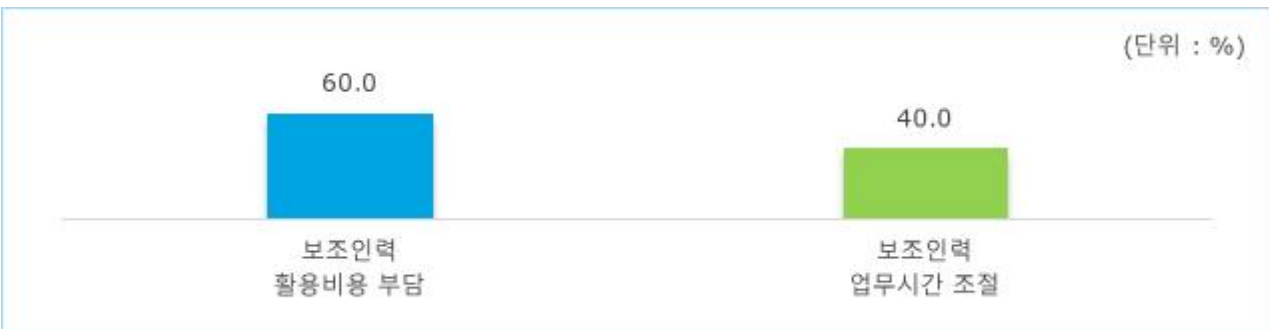 (단위 : %)
60.0
40.0
보조인력
활용비용 부담
보조인력
업무시간 조절